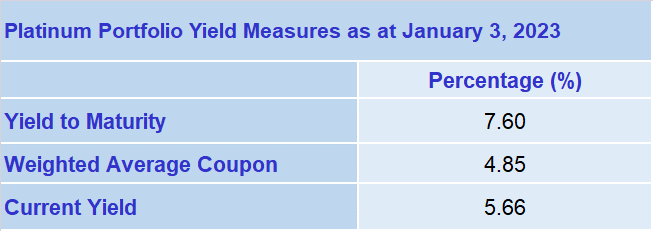 Platinum Portfolio Yield Measures as at January 3, 2023
Percentage (%)
Yield to Maturity 7.60
Weighted Average Coupon 4.85
Current Yield 5.66